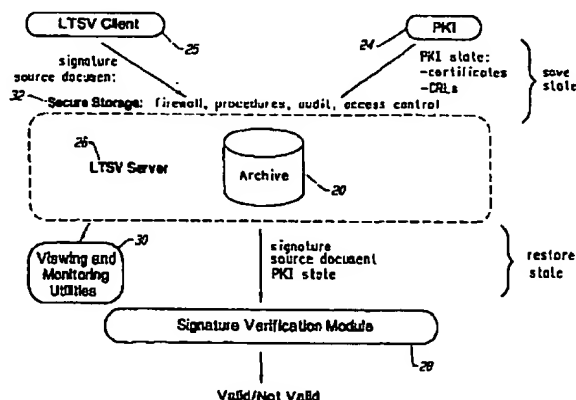 LTSV Client
25
PKI
24
signature
source document:
PKI state:
-certificates
-CRLs
save
state
32
Secure Storage: firewall, procedures, audit, access control
26
LTSV Server
Archive
20
30
Viewing and
Monitoring
Utilities
signature
source document
PKI state
restore
state
Signature Verification Module
28
Valid/Not Valid